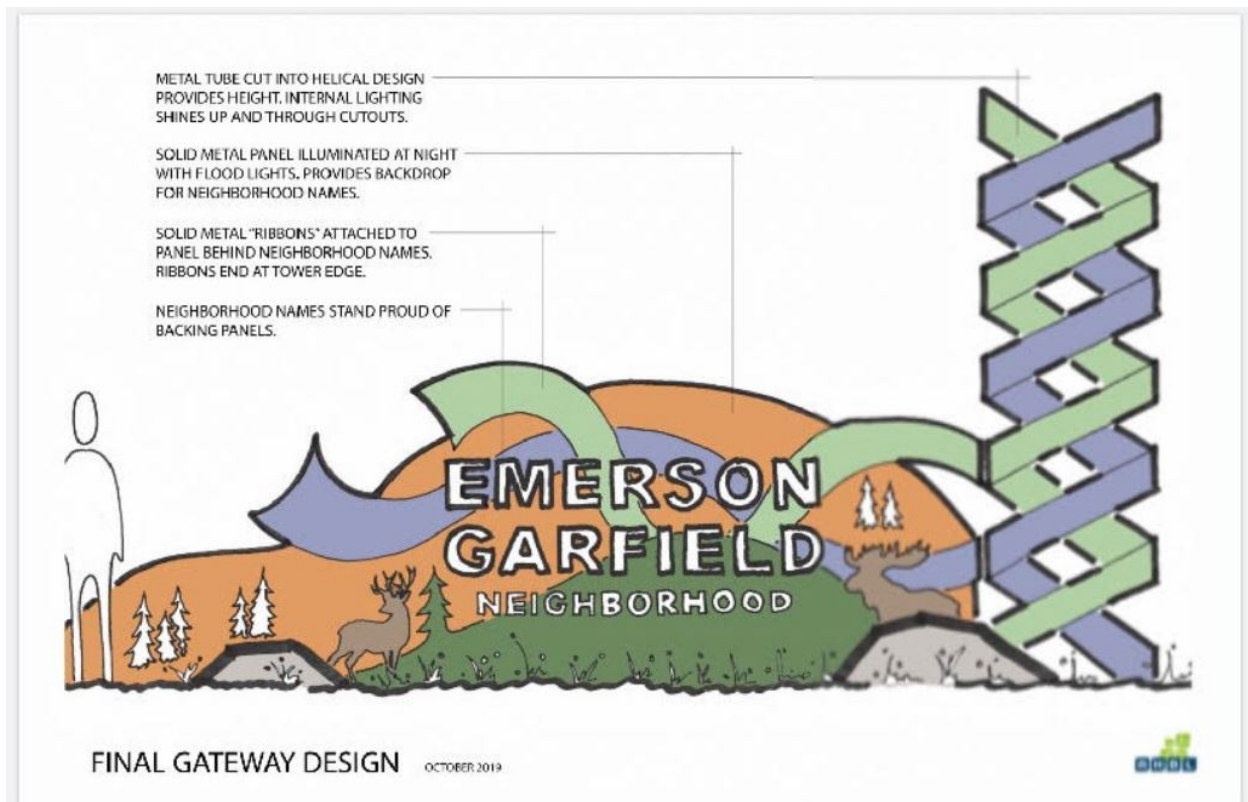 METAL TUBE CUT INTO HELICAL DESIGN
PROVIDES HEIGHT, INTERNAL LIGHTING
SHINES UP AND THROUGH CUTOUTS.
SOLID METAL PANEL ILLUMINATED AT NIGHT
WITH FLOOD LIGHTS, PROVIDES BACKDROP
FOR NEIGHBORHOOD NAMES.
SOLID METAL "RIBBONS" ATTACHED TO
PANEL BEHIND NEIGHBORHOOD NAMES.
RIBBONS END AT TOWER EDGE.
NEIGHBORHOOD NAMES STAND PROUD OF
BACKING PANELS.
EMERSON
GARFIELD
NEIGHBORHOOD
FINAL GATEWAY DESIGN OCTOBER 2019
AHBL